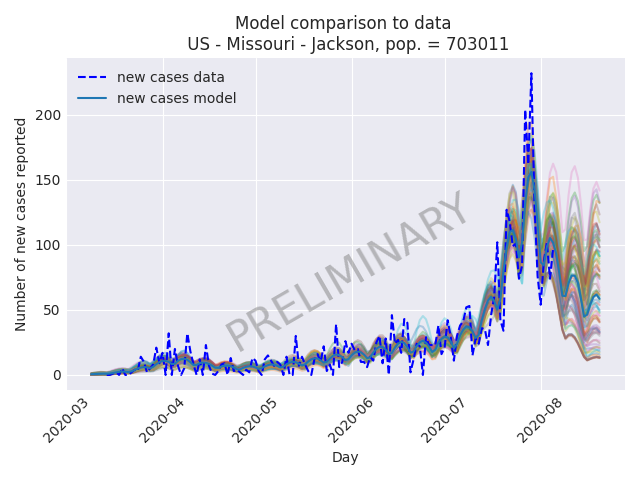 Model comparison to data
US - Missouri - Jackson, pop. = 703011
new cases data
new cases model
PRELIMINARY
Number of new cases reported
200
150
100
50
0
2020-03
2020-04
2020-05
2020-06
2020-07
2020-08
Day